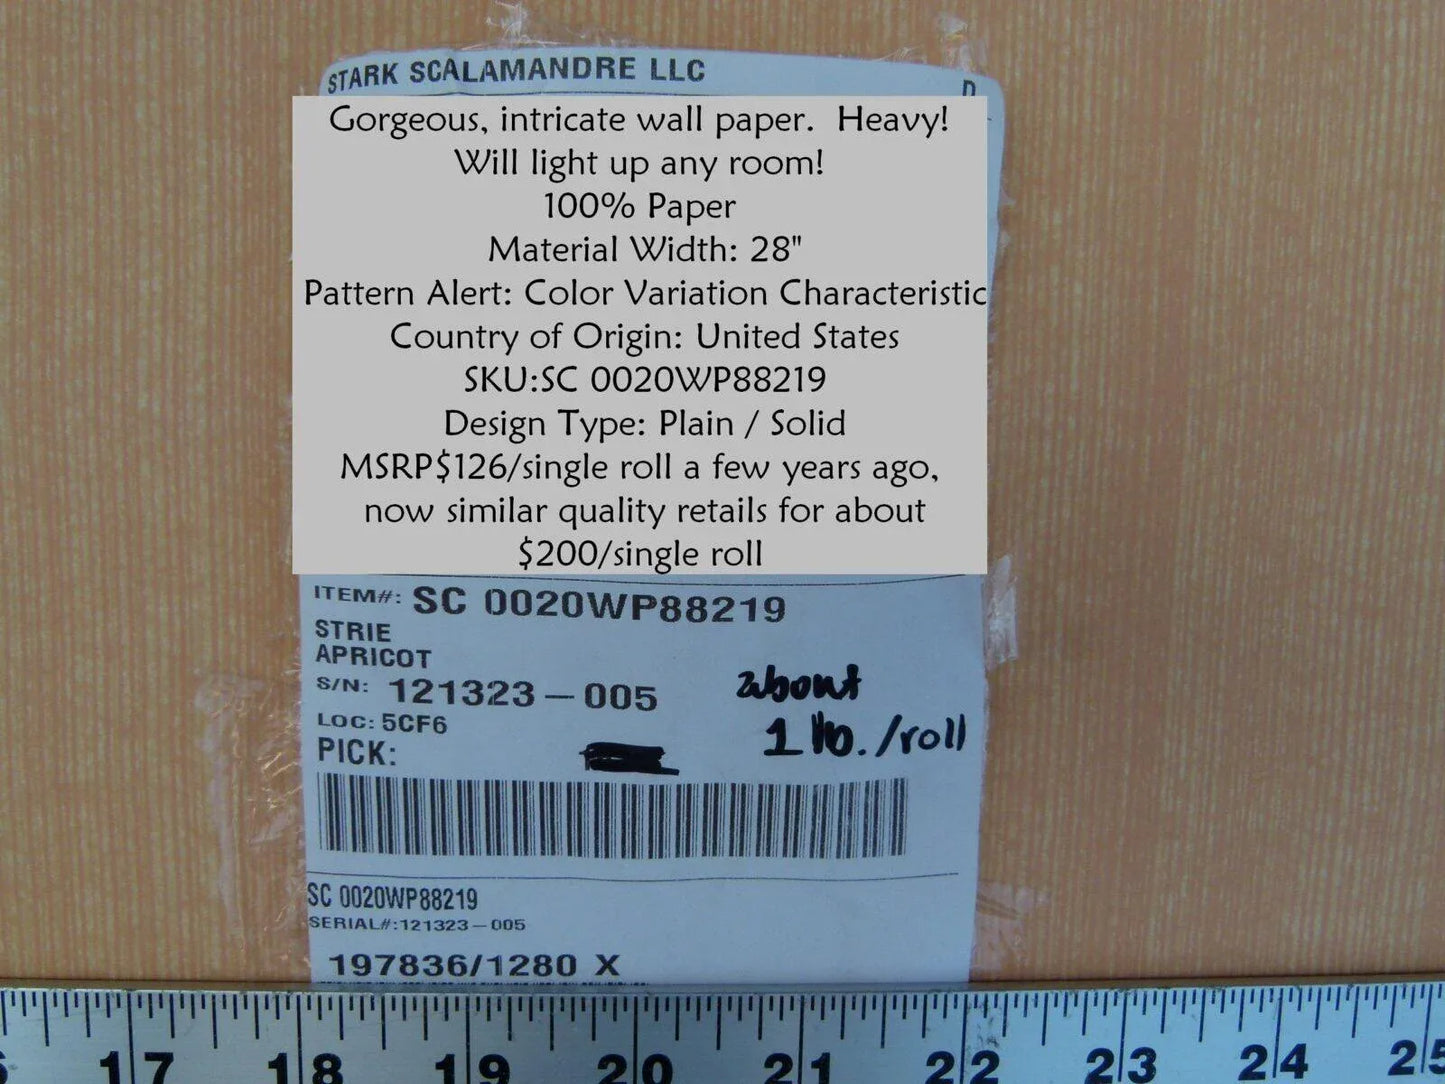 STARK SCALAMANDRE LLC
D
Gorgeous, intricate wall paper. Heavy!
Will light up any room!
100% Paper
Material Width: 28"
Pattern Alert: Color Variation Characteristic
Country of Origin: United States
SKU:SC 0020WP88219
Design Type: Plain / Solid
MSRP$126/single roll a few years ago,
now similar quality retails for about
$200/single roll
ITEM#: SC 0020WP88219
STRIE
APRICOT
S/N: 121323-005
about
LOC: 5CF6
1 lb./roll
PICK:
SC 0020WP88219
SERIAL#:121323-005
197836/1280 X
17 18 19 20 21 22 23 24 25